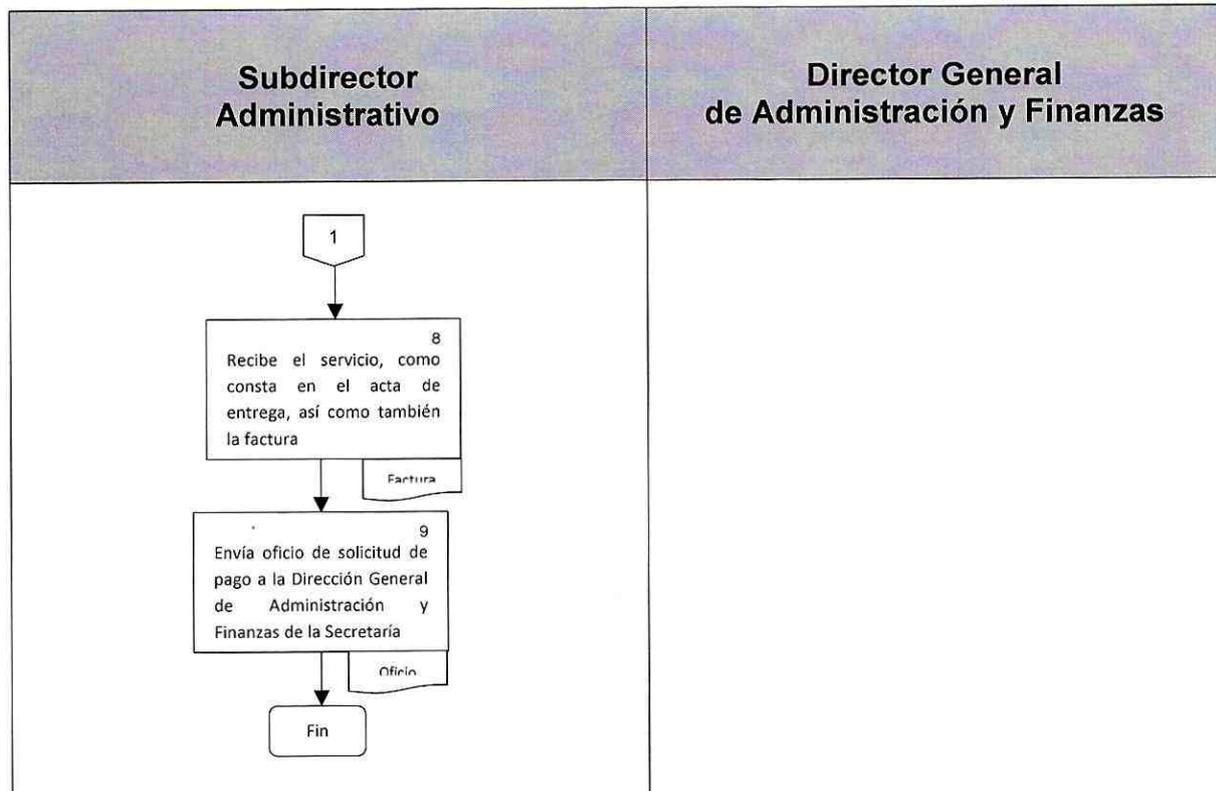 Subdirector
Administrativo
Director General
de Administración y Finanzas
1
8
Recibe el servicio, como
consta en el acta de
entrega, así como también
la factura
Factura
9
Envía oficio de solicitud de
pago a la Dirección General
de Administración y
Finanzas de la Secretaría
Oficio
Fin